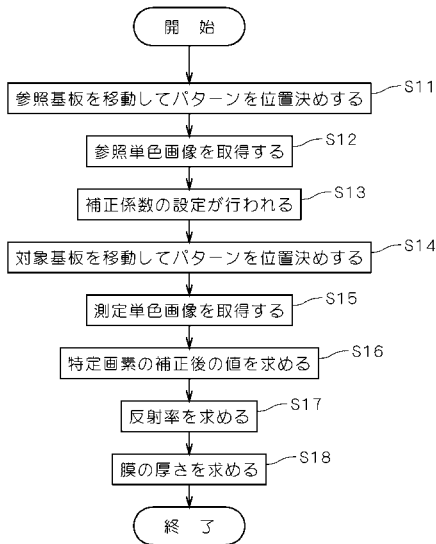 開 始
参照基板を移動してパターンを位置決めする S11
参照単色画像を取得する S12
補正係数の設定が行われる S13
対象基板を移動してパターンを位置決めする S14
測定単色画像を取得する S15
特定画素の補正後の値を求める S16
反射率を求める S17
膜の厚さを求める S18
終 了